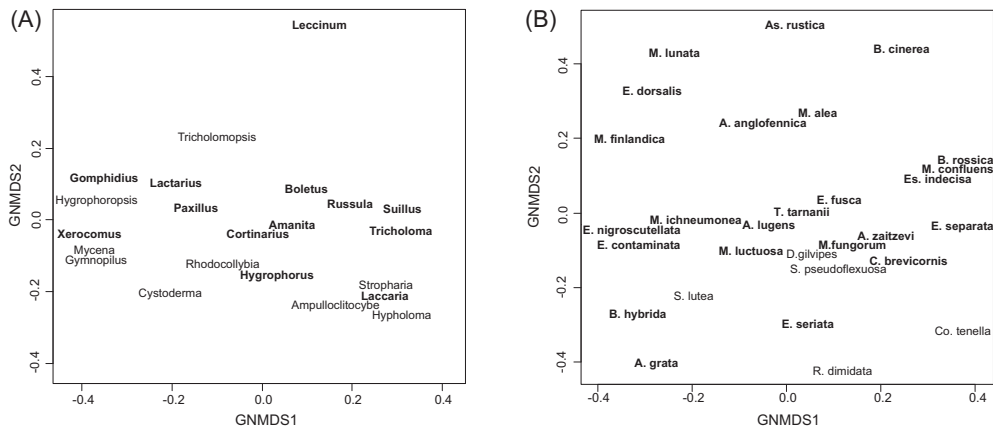 (A)
Leccinum
Tricholomopsis
Gomphidius
Lactarius
Boletus
Hygrophoropsis
Paxillus
Russula
Suillus
Amanita
Tricholoma
Xerocomus
Cortinarius
Mycena
Gymnopilus
Rhodocollybia
Hygrophorus
Stropharia
Cystoderma
Laccaria
Ampulloclitocybe
Hypholoma
GNMDS2
0.4
0.2
0.0
-0.2
-0.4
-0.4
-0.2
0.0
0.2
0.4
GNMDS1
(B)
As. rustica
B. cinerea
M. lunata
E. dorsalis
M. alea
A. anglofennica
M. finlandica
B. rossica
M. confluens
Es. indecisa
E. fusca
T. tarnanii
M. ichneumonea
A. lugens
E. separata
E. nigroscutellata
A. zaitzevi
E. contaminata
M. luctuosa
M.fungorum
D.gilvipes
C. brevicornis
S. pseudoflexuosa
S. lutea
B. hybrida
E. seriata
Co. tenella
A. grata
R. dimidata
GNMDS2
0.4
0.2
0.0
-0.2
-0.4
-0.4
-0.2
0.0
0.2
0.4
GNMDS1